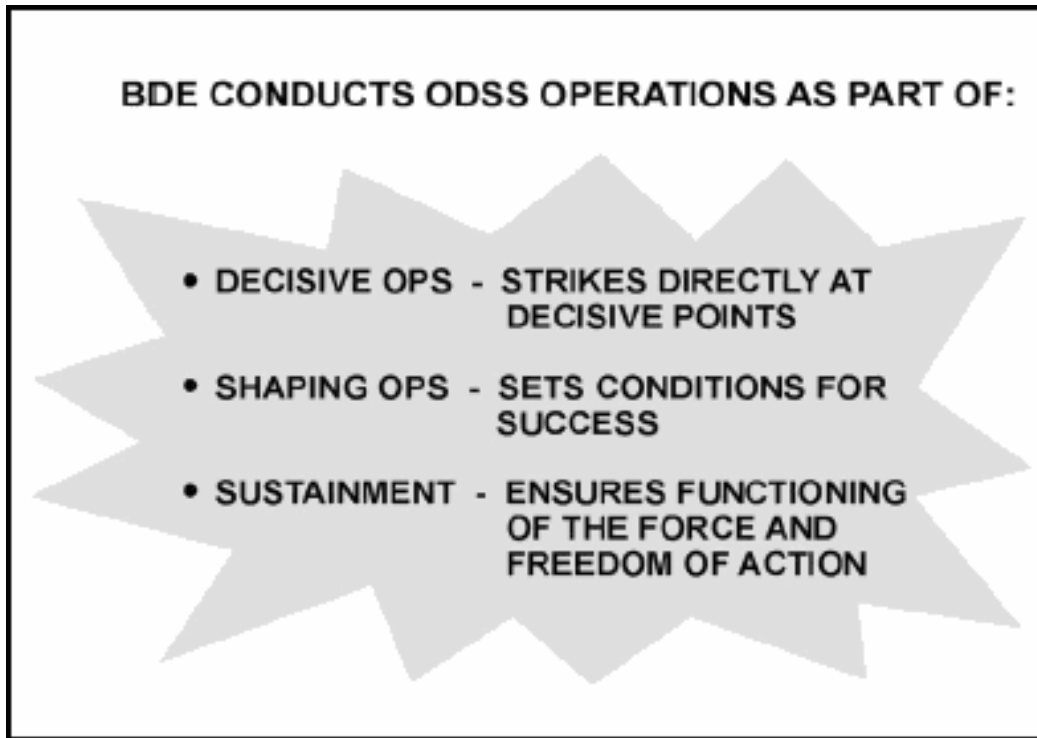 BDE CONDUCTS ODSS OPERATIONS AS PART OF:
• DECISIVE OPS - STRIKES DIRECTLY AT
DECISIVE POINTS
• SHAPING OPS - SETS CONDITIONS FOR
SUCCESS
• SUSTAINMENT - ENSURES FUNCTIONING
OF THE FORCE AND
FREEDOM OF ACTION